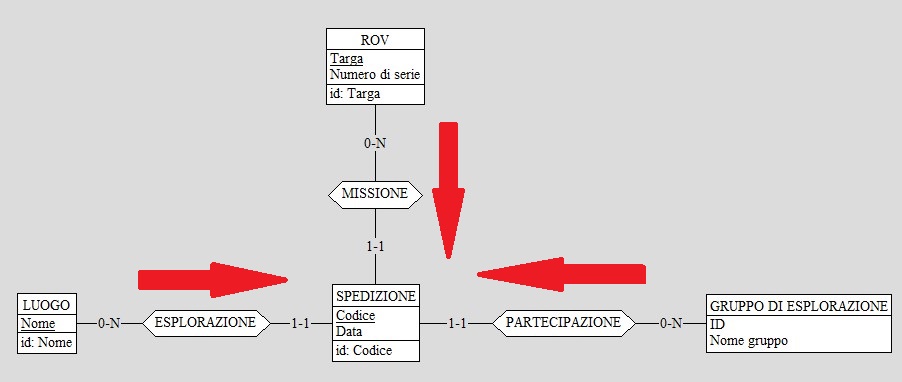 ROV
Targa
Numero di serie
id: Targa
0-N
MISSIONE
1-1
LUOGO
Nome
id: Nome
0-N
ESPLORAZIONE
1-1
SPEDIZIONE
Codice
Data
id: Codice
1-1
PARTECIPAZIONE
0-N
GRUPPO DI ESPLORAZIONE
ID
Nome gruppo